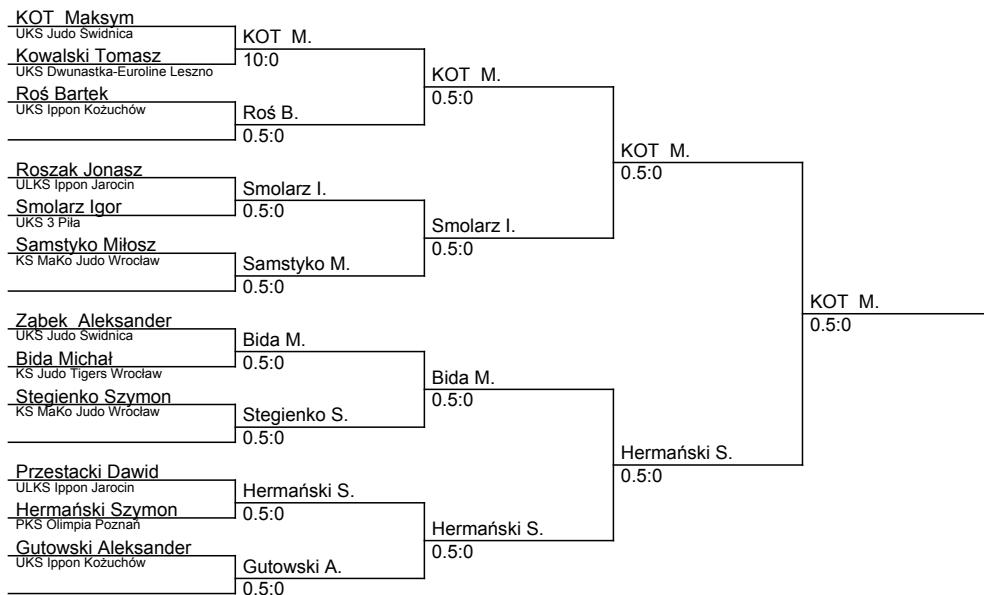 KOT  Maksym
UKS Judo Świdnica
Kowalski Tomasz
UKS Dwunastka-Euroline Leszno
Roś Bartek
UKS Ippon Kożuchów
Roszak Jonasz
ULKS Ippon Jarocin
Smolarz Igor
UKS 3 Piła
Samstyko Miłosz
KS MaKo Judo Wrocław
Ząbek  Aleksander
UKS Judo Świdnica
Bida Michał
KS Judo Tigers Wrocław
Stegienko Szymon
KS MaKo Judo Wrocław
Przestacki Dawid
ULKS Ippon Jarocin
Hermański Szymon
PKS Olimpia Poznań
Gutowski Aleksander
UKS Ippon Kożuchów
KOT  M.
10:0
Roś B.
0.5:0
Smolarz I.
0.5:0
Samstyko M.
0.5:0
Bida M.
0.5:0
Stegienko S.
0.5:0
Hermański S.
0.5:0
Gutowski A.
0.5:0
KOT  M.
0.5:0
Smolarz I.
0.5:0
Bida M.
0.5:0
Hermański S.
0.5:0
KOT  M.
0.5:0
Hermański S.
0.5:0
KOT  M.
0.5:0